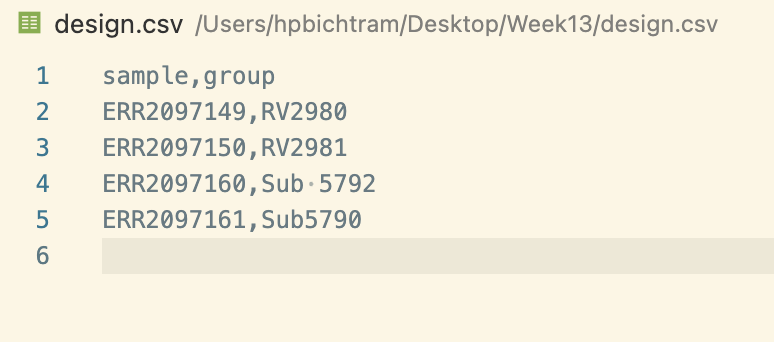 design.csv /Users/hpbichtram/Desktop/Week13/design.csv
1 sample,group
2 ERR2097149,RV2980
3 ERR2097150,RV2981
4 ERR2097160,Sub·5792
5 ERR2097161,Sub5790
6